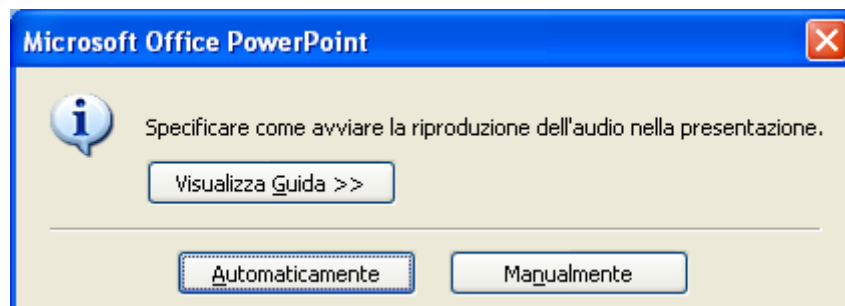 Microsoft Office PowerPoint
Specificare come avviare la riproduzione dell'audio nella presentazione.
Visualizza Guida >>
Automaticamente Manualmente